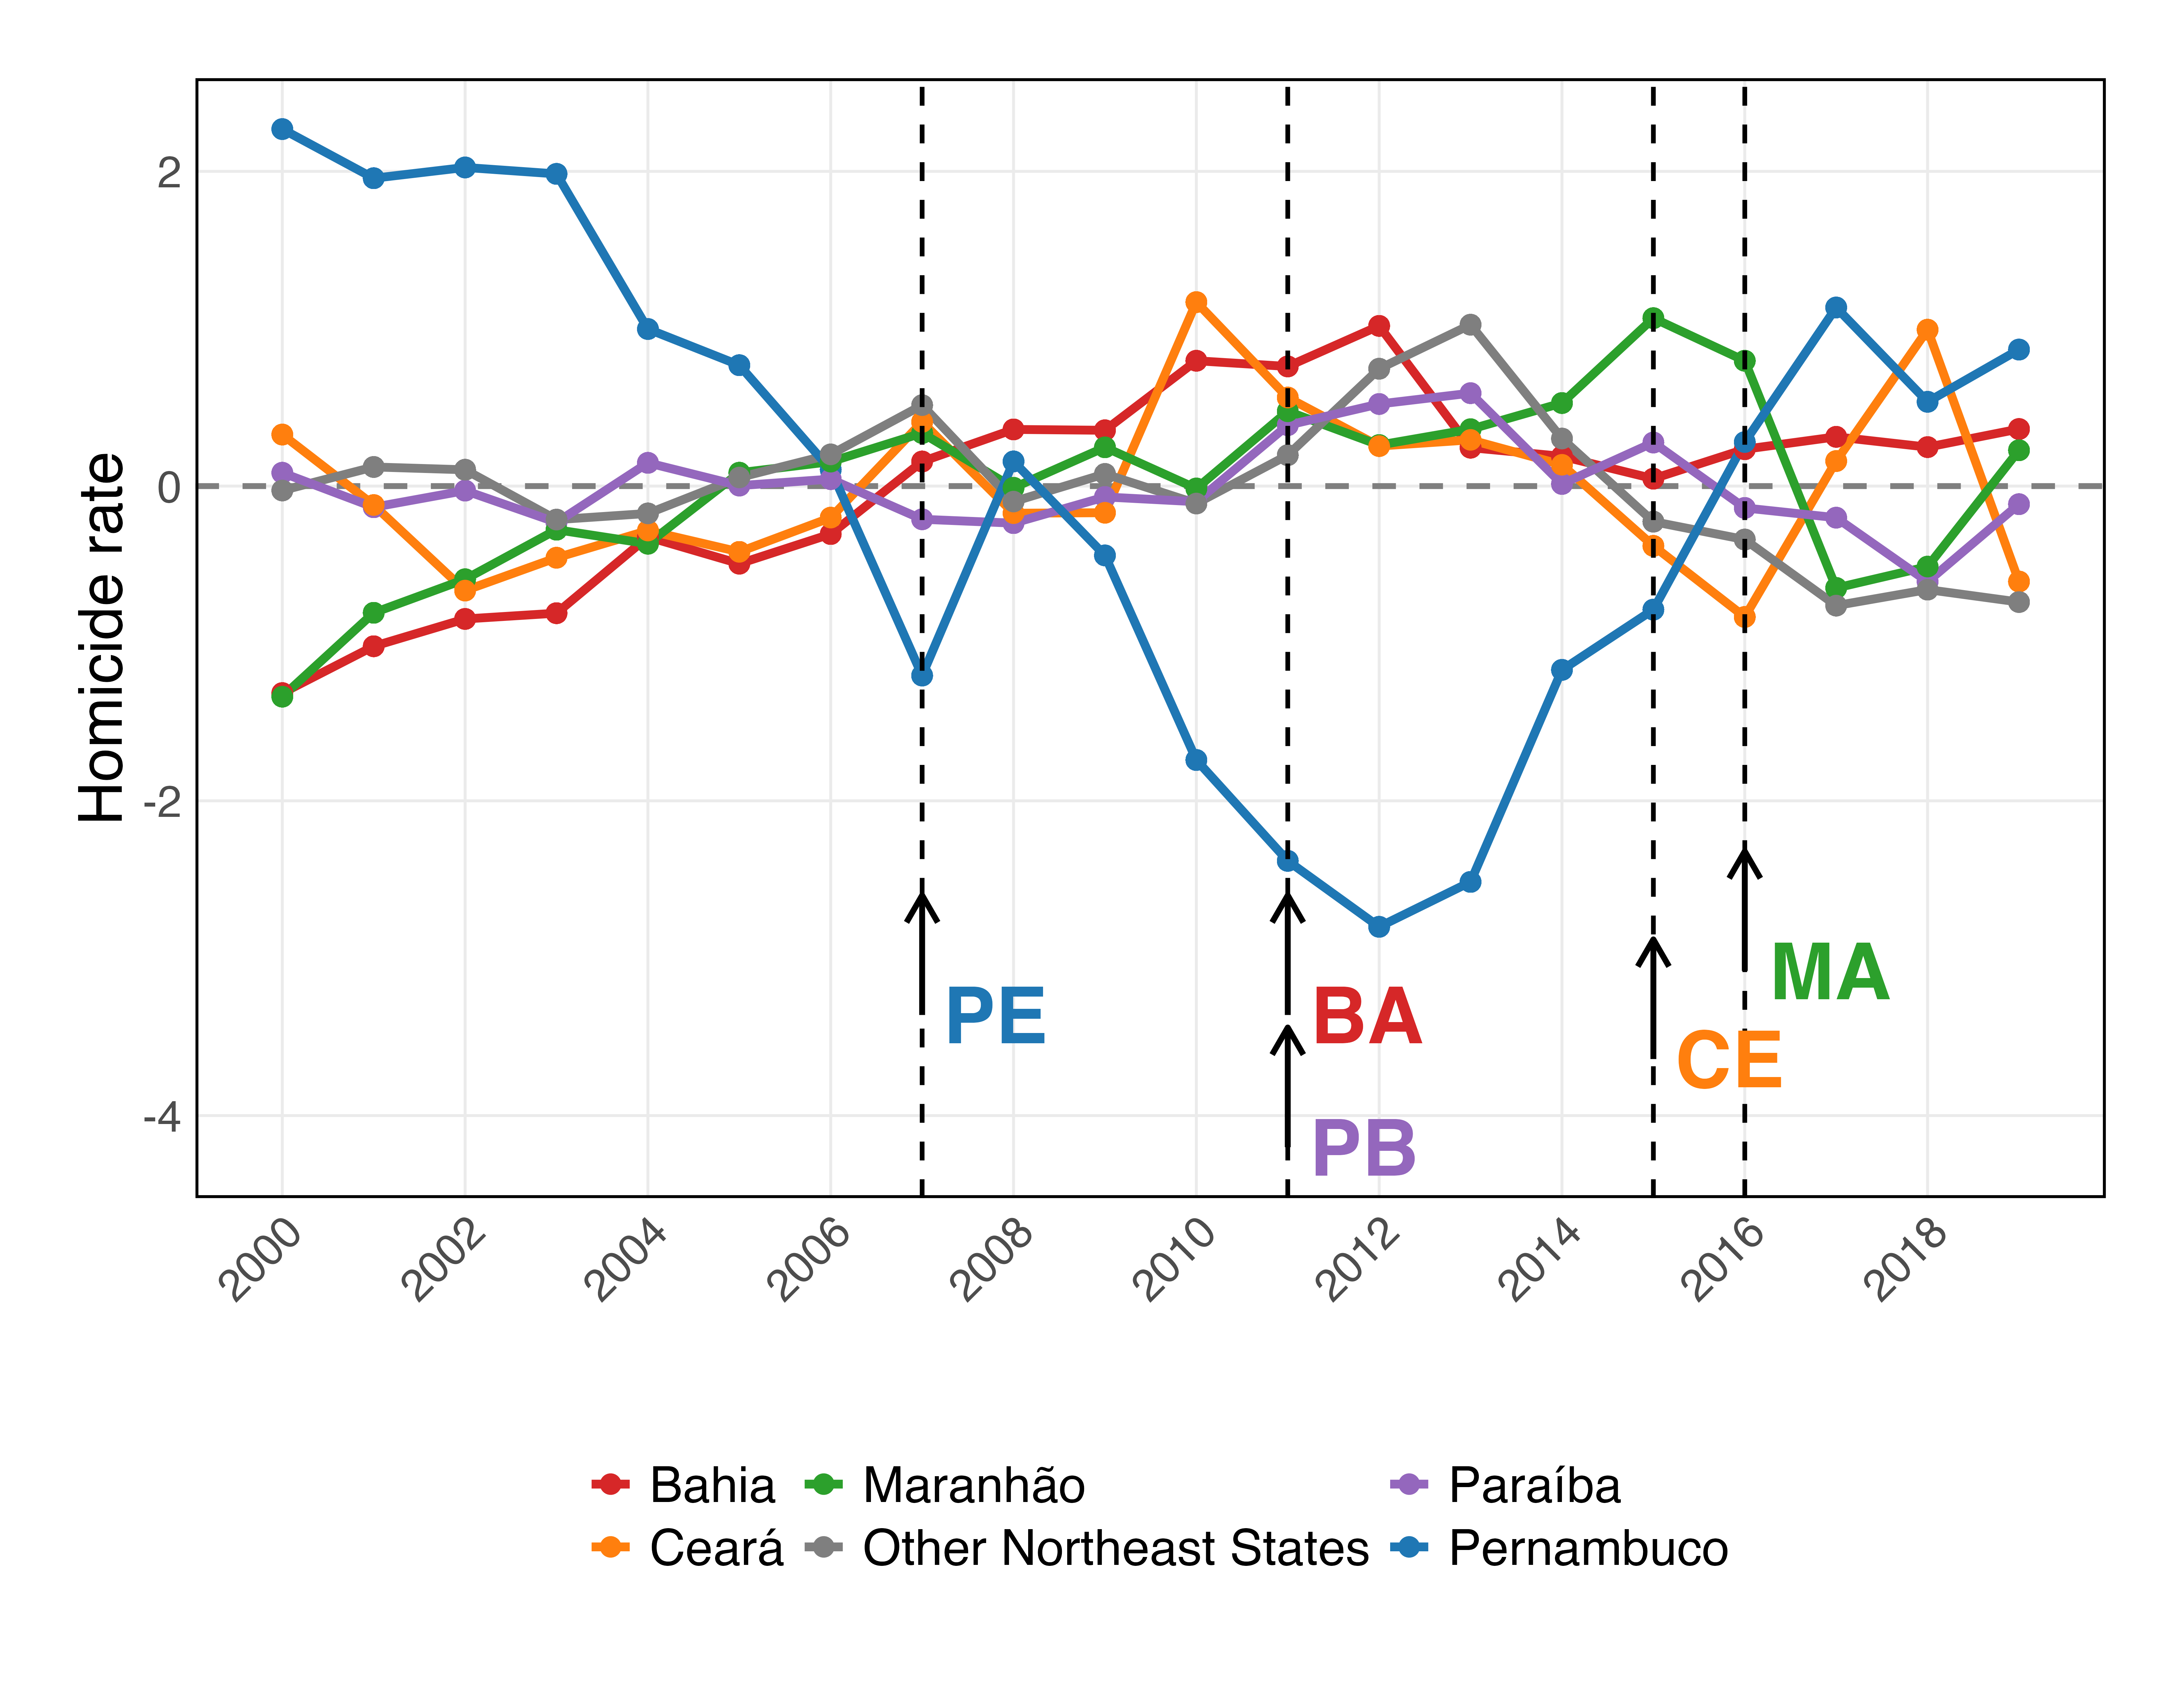 Homicide rate
2
0
-2
-4
PE
BA
PB
CE
MA
2000 2002 2004 2006 2008 2010 2012 2014 2016 2018
Bahia Maranhão Paraíba
Ceará Other Northeast States Pernambuco